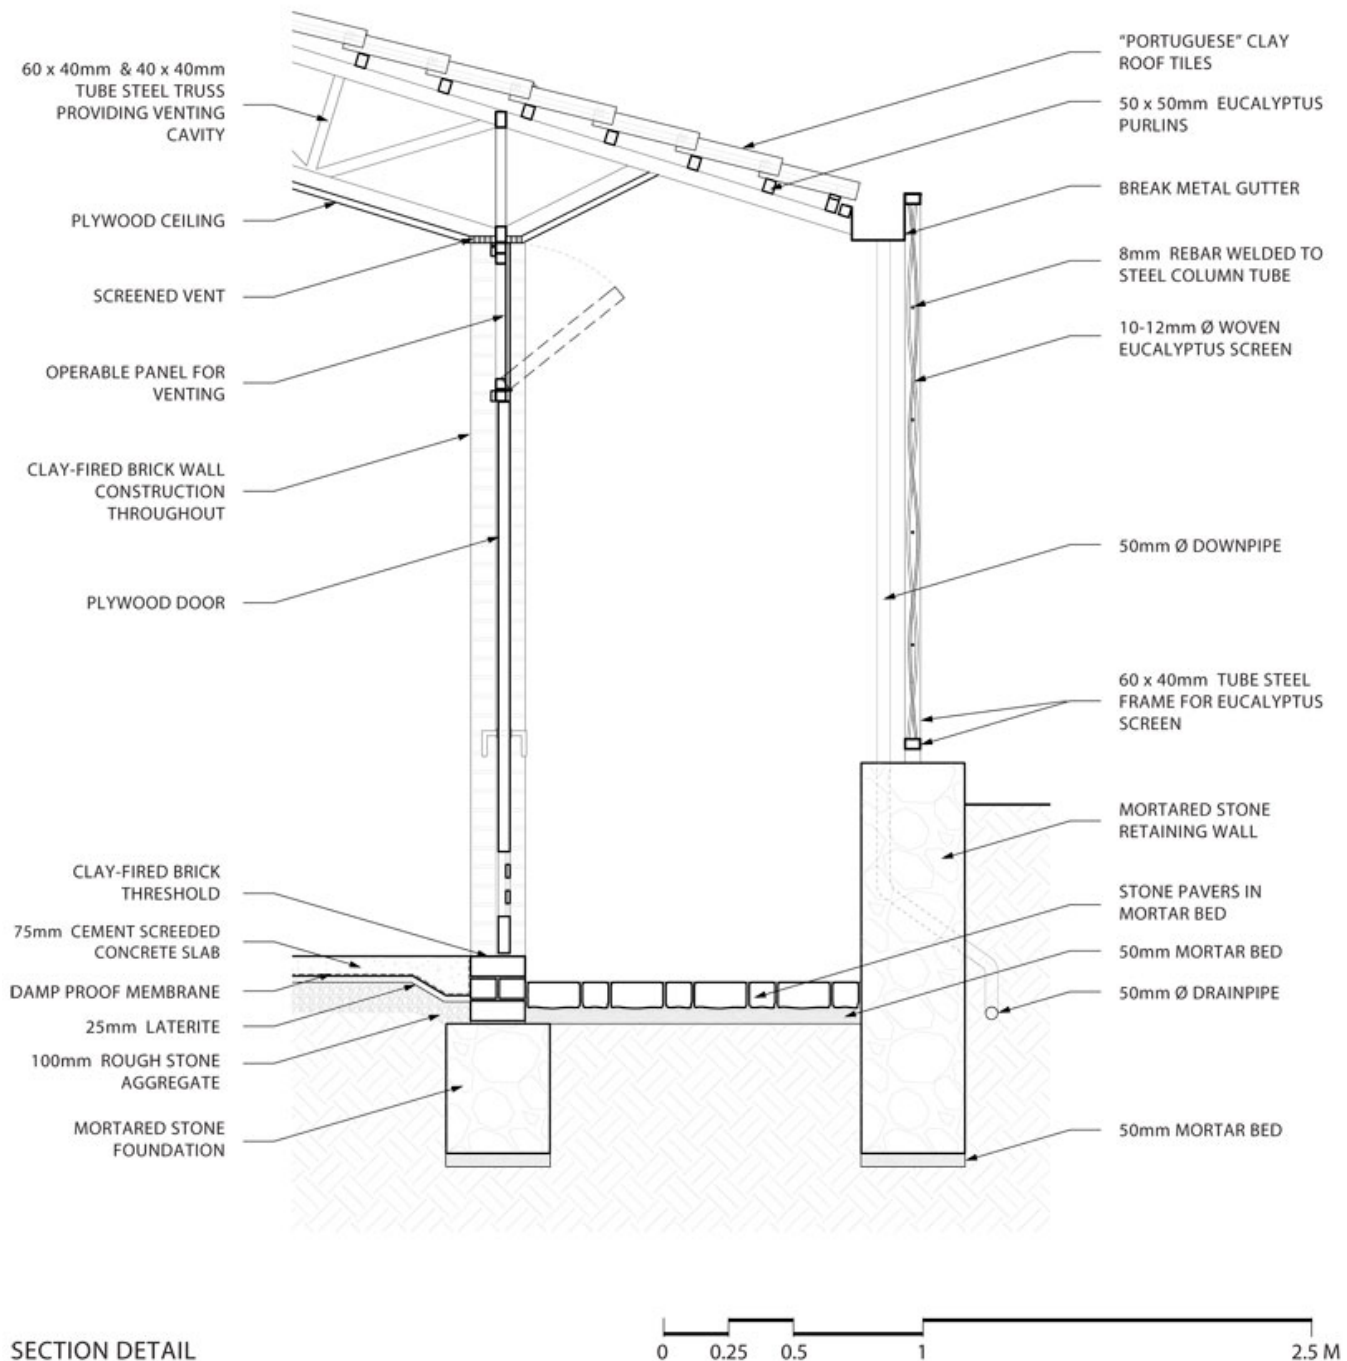 60 x 40mm & 40 x 40mm
TUBE STEEL TRUSS
PROVIDING VENTING
CAVITY
PLYWOOD CEILING
SCREENED VENT
OPERABLE PANEL FOR
VENTING
CLAY-FIRED BRICK WALL
CONSTRUCTION
THROUGHOUT
PLYWOOD DOOR
CLAY-FIRED BRICK
THRESHOLD
75mm CEMENT SCREEDED
CONCRETE SLAB
DAMP PROOF MEMBRANE
25mm LATERITE
100mm ROUGH STONE
AGGREGATE
MORTARED STONE
FOUNDATION
"PORTUGUESE" CLAY
ROOF TILES
50 x 50mm EUCALYPTUS
PURLINS
BREAK METAL GUTTER
8mm REBAR WELDED TO
STEEL COLUMN TUBE
10-12mm Ø WOVEN
EUCALYPTUS SCREEN
50mm Ø DOWNPIPE
60 x 40mm TUBE STEEL
FRAME FOR EUCALYPTUS
SCREEN
MORTARED STONE
RETAINING WALL
STONE PAVERS IN
MORTAR BED
50mm MORTAR BED
50mm Ø DRAINPIPE
50mm MORTAR BED
SECTION DETAIL
0 0.25 0.5 1 2.5 M